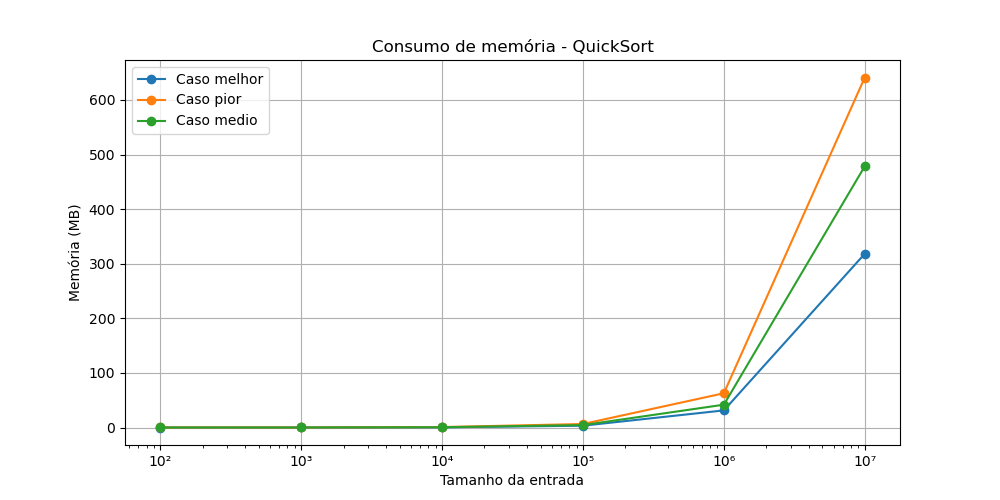 Consumo de memória - QuickSort
Caso melhor
Caso pior
Caso medio
Memória (MB)
600
500
400
300
200
100
0
10² 10³ 10⁴ 10⁵ 10⁶ 10⁷
Tamanho da entrada